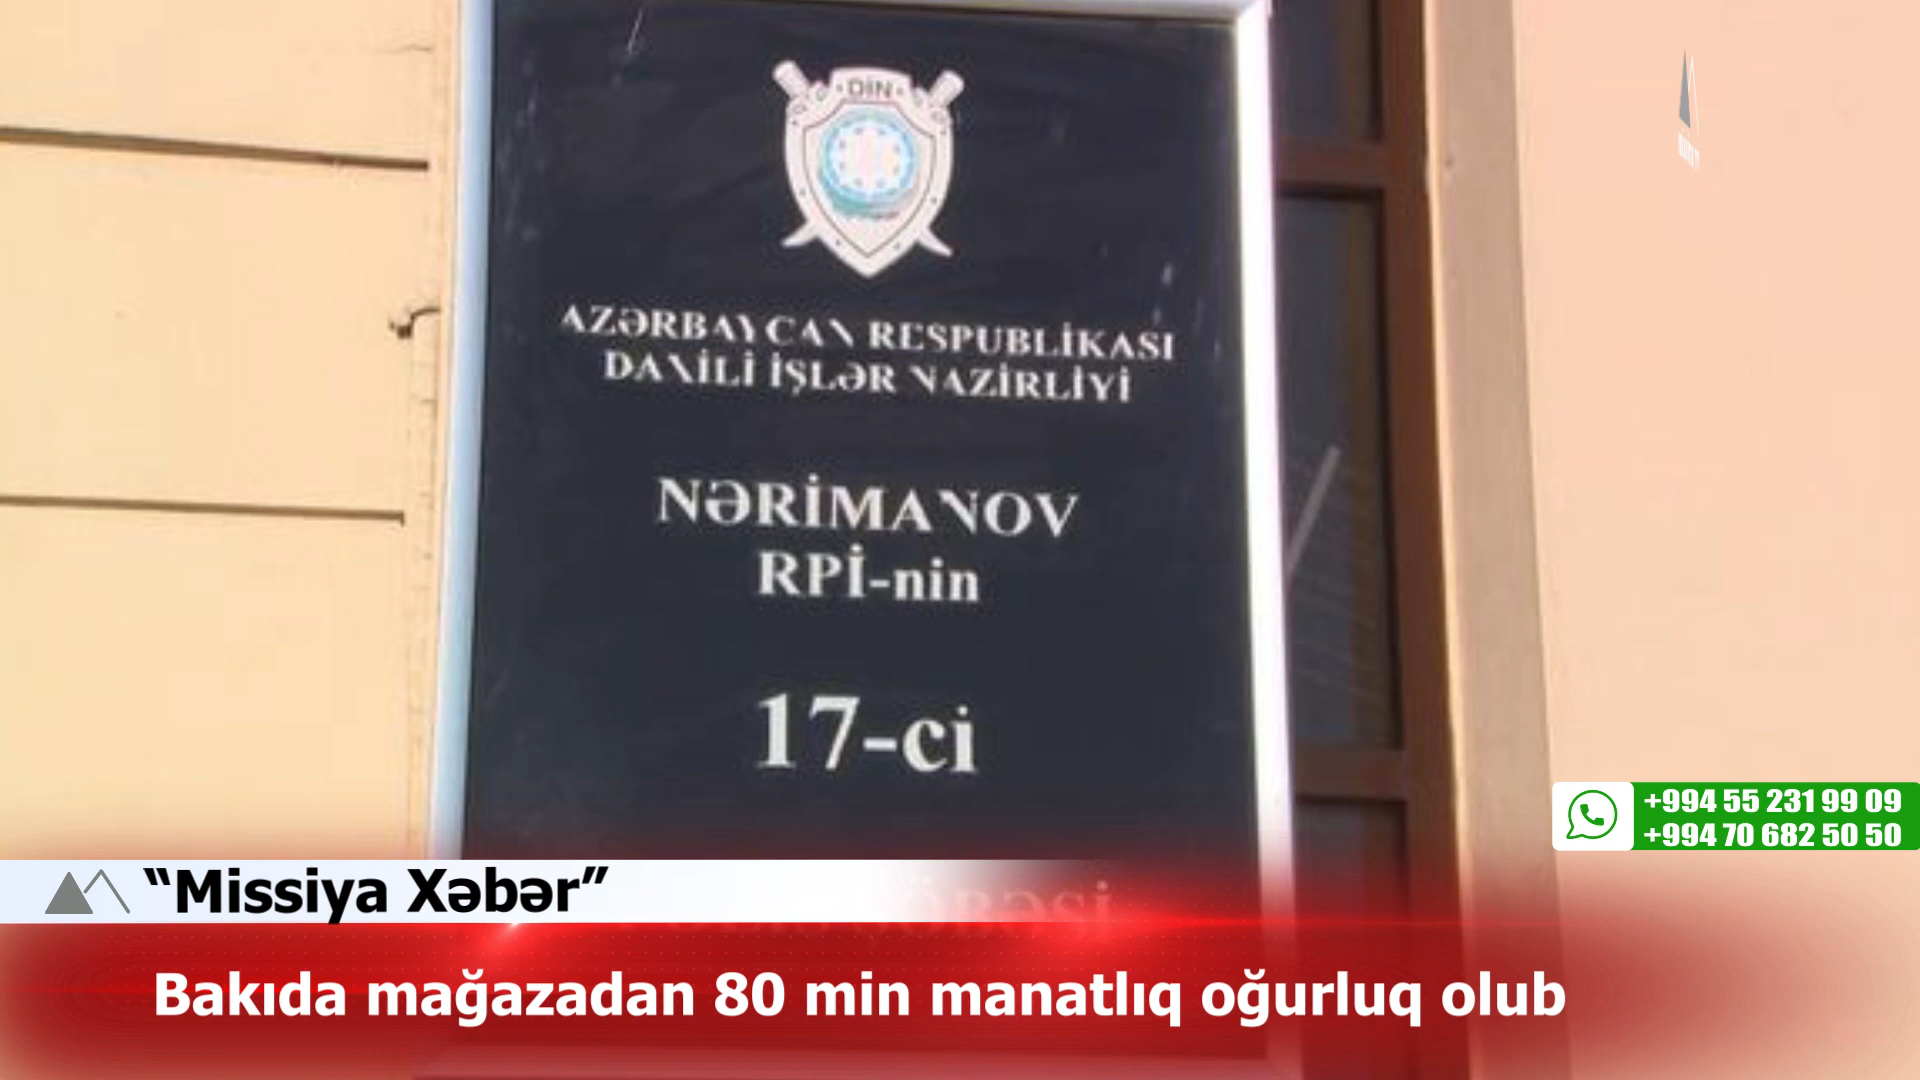 DİN
AZƏRBAYCAN RESPUBLİKASI
DAXİLİ İŞLƏR NAZİRLİYİ
NƏRİMANOV
RPİ-nin
17-ci
ŞÖBƏSİ
+994 55 231 99 09
+994 70 682 50 50
“Missiya Xəbər”
Bakıda mağazadan 80 min manatlıq oğurluq olub